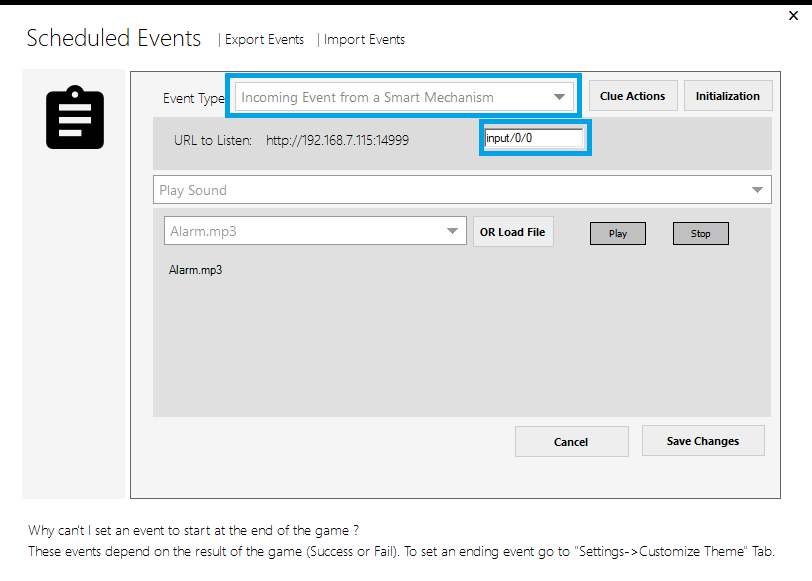 Scheduled Events | Export Events | Import Events
Event Type Incoming Event from a Smart Mechanism Clue Actions Initialization
URL to Listen: http://192.168.7.115:14999 input/0/0
Play Sound
Alarm.mp3 OR Load File Play Stop
Alarm.mp3
Cancel Save Changes
Why can't I set an event to start at the end of the game ?
These events depend on the result of the game (Success or Fail). To set an ending event go to "Settings->Customize Theme" Tab.